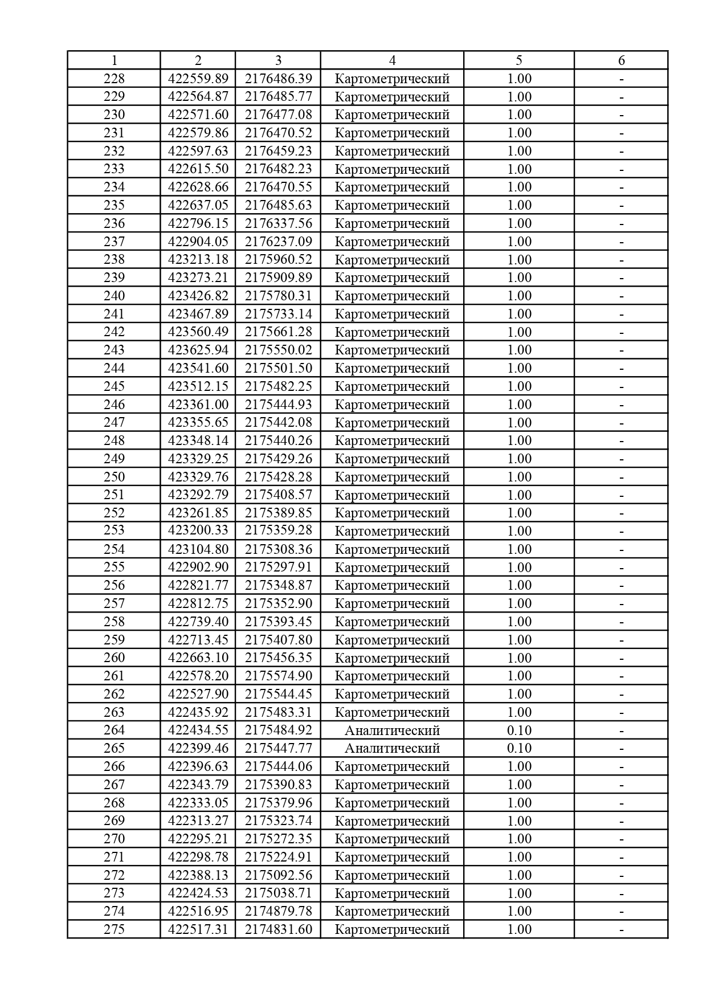 1 2 3 4 5 6
228 422559.89 2176486.39 Картометрический 1.00 -
229 422564.87 2176485.77 Картометрический 1.00 -
230 422571.60 2176477.08 Картометрический 1.00 -
231 422579.86 2176470.52 Картометрический 1.00 -
232 422597.63 2176459.23 Картометрический 1.00 -
233 422615.50 2176482.23 Картометрический 1.00 -
234 422628.66 2176470.55 Картометрический 1.00 -
235 422637.05 2176485.63 Картометрический 1.00 -
236 422796.15 2176337.56 Картометрический 1.00 -
237 422904.05 2176237.09 Картометрический 1.00 -
238 423213.18 2175960.52 Картометрический 1.00 -
239 423273.21 2175909.89 Картометрический 1.00 -
240 423426.82 2175780.31 Картометрический 1.00 -
241 423467.89 2175733.14 Картометрический 1.00 -
242 423560.49 2175661.28 Картометрический 1.00 -
243 423625.94 2175550.02 Картометрический 1.00 -
244 423541.60 2175501.50 Картометрический 1.00 -
245 423512.15 2175482.25 Картометрический 1.00 -
246 423361.00 2175444.93 Картометрический 1.00 -
247 423355.65 2175442.08 Картометрический 1.00 -
248 423348.14 2175440.26 Картометрический 1.00 -
249 423329.25 2175429.26 Картометрический 1.00 -
250 423329.76 2175428.28 Картометрический 1.00 -
251 423292.79 2175408.57 Картометрический 1.00 -
252 423261.85 2175389.85 Картометрический 1.00 -
253 423200.33 2175359.28 Картометрический 1.00 -
254 423104.80 2175308.36 Картометрический 1.00 -
255 422902.90 2175297.91 Картометрический 1.00 -
256 422821.77 2175348.87 Картометрический 1.00 -
257 422812.75 2175352.90 Картометрический 1.00 -
258 422739.40 2175393.45 Картометрический 1.00 -
259 422713.45 2175407.80 Картометрический 1.00 -
260 422663.10 2175456.35 Картометрический 1.00 -
261 422578.20 2175574.90 Картометрический 1.00 -
262 422527.90 2175544.45 Картометрический 1.00 -
263 422435.92 2175483.31 Картометрический 1.00 -
264 422434.55 2175484.92 Аналитический 0.10 -
265 422399.46 2175447.77 Аналитический 0.10 -
266 422396.63 2175444.06 Картометрический 1.00 -
267 422343.79 2175390.83 Картометрический 1.00 -
268 422333.05 2175379.96 Картометрический 1.00 -
269 422313.27 2175323.74 Картометрический 1.00 -
270 422295.21 2175272.35 Картометрический 1.00 -
271 422298.78 2175224.91 Картометрический 1.00 -
272 422388.13 2175092.56 Картометрический 1.00 -
273 422424.53 2175038.71 Картометрический 1.00 -
274 422516.95 2174879.78 Картометрический 1.00 -
275 422517.31 2174831.60 Картометрический 1.00 -